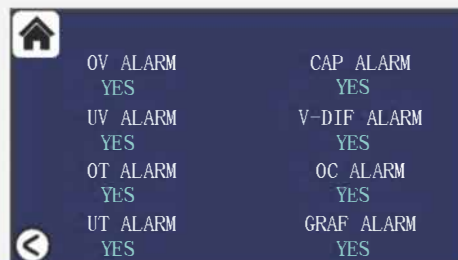 OV ALARM
YES
CAP ALARM
YES
UV ALARM
YES
V-DIF ALARM
YES
OT ALARM
YES
OC ALARM
YES
UT ALARM
YES
GRAF ALARM
YES